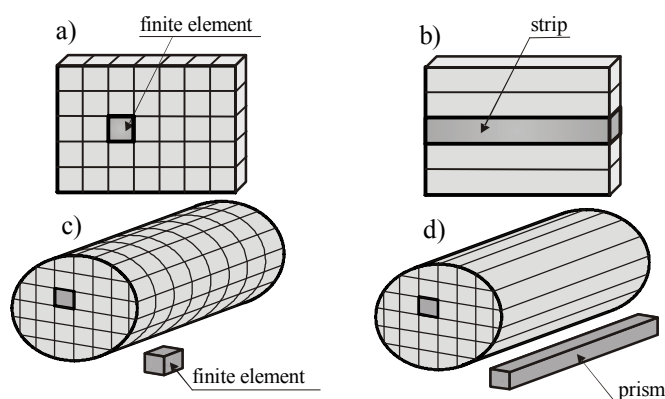 a)
finite element
b)
strip
c)
finite element
d)
prism